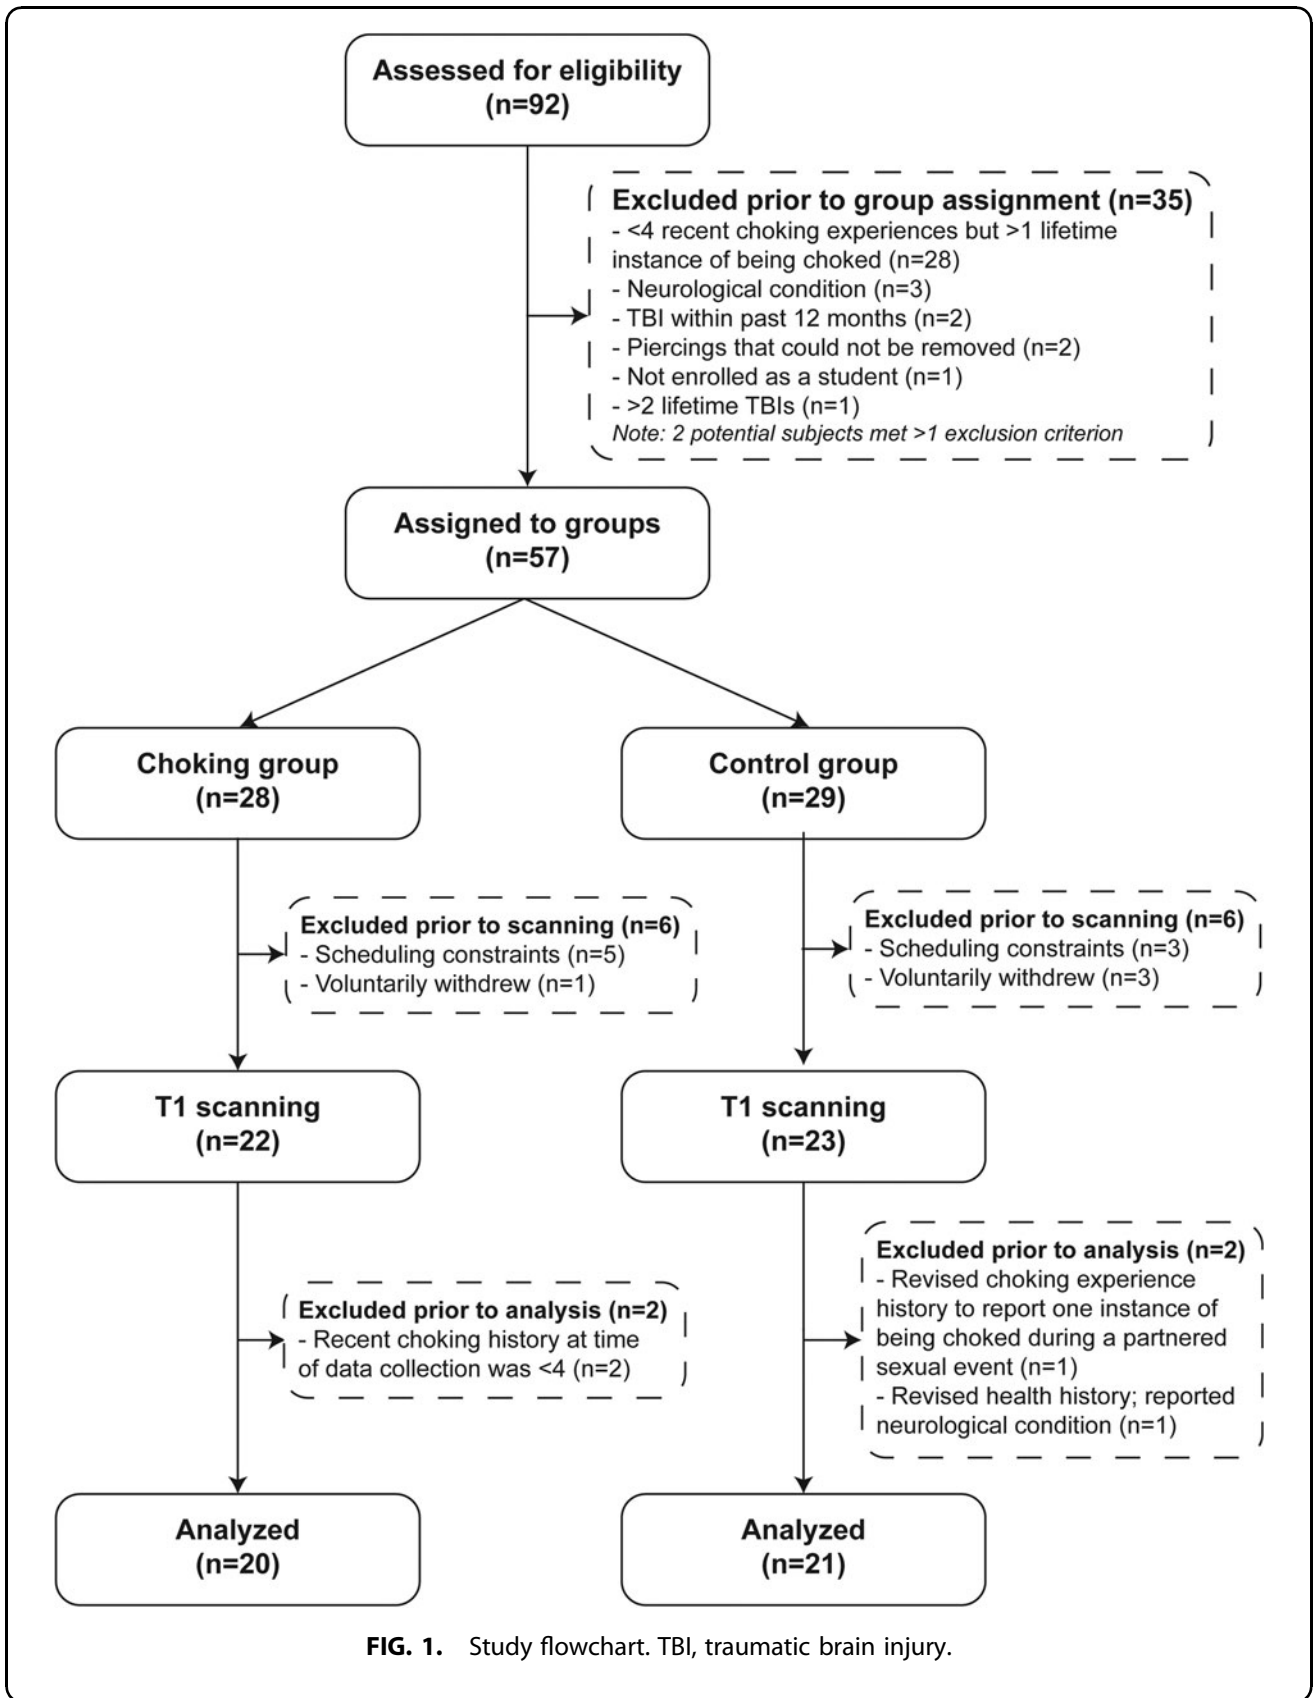 Assessed for eligibility
(n=92)
Excluded prior to group assignment (n=35)
- <4 recent choking experiences but >1 lifetime
instance of being choked (n=28)
- Neurological condition (n=3)
- TBI within past 12 months (n=2)
- Piercings that could not be removed (n=2)
- Not enrolled as a student (n=1)
- >2 lifetime TBIs (n=1)
Note: 2 potential subjects met >1 exclusion criterion
Assigned to groups
(n=57)
Choking group
(n=28)
Control group
(n=29)
Excluded prior to scanning (n=6)
- Scheduling constraints (n=5)
- Voluntarily withdrew (n=1)
Excluded prior to scanning (n=6)
- Scheduling constraints (n=3)
- Voluntarily withdrew (n=3)
T1 scanning
(n=22)
T1 scanning
(n=23)
Excluded prior to analysis (n=2)
- Recent choking history at time
of data collection was <4 (n=2)
Excluded prior to analysis (n=2)
- Revised choking experience
history to report one instance of
being choked during a partnered
sexual event (n=1)
- Revised health history; reported
neurological condition (n=1)
Analyzed
(n=20)
Analyzed
(n=21)
FIG. 1. Study flowchart. TBI, traumatic brain injury.